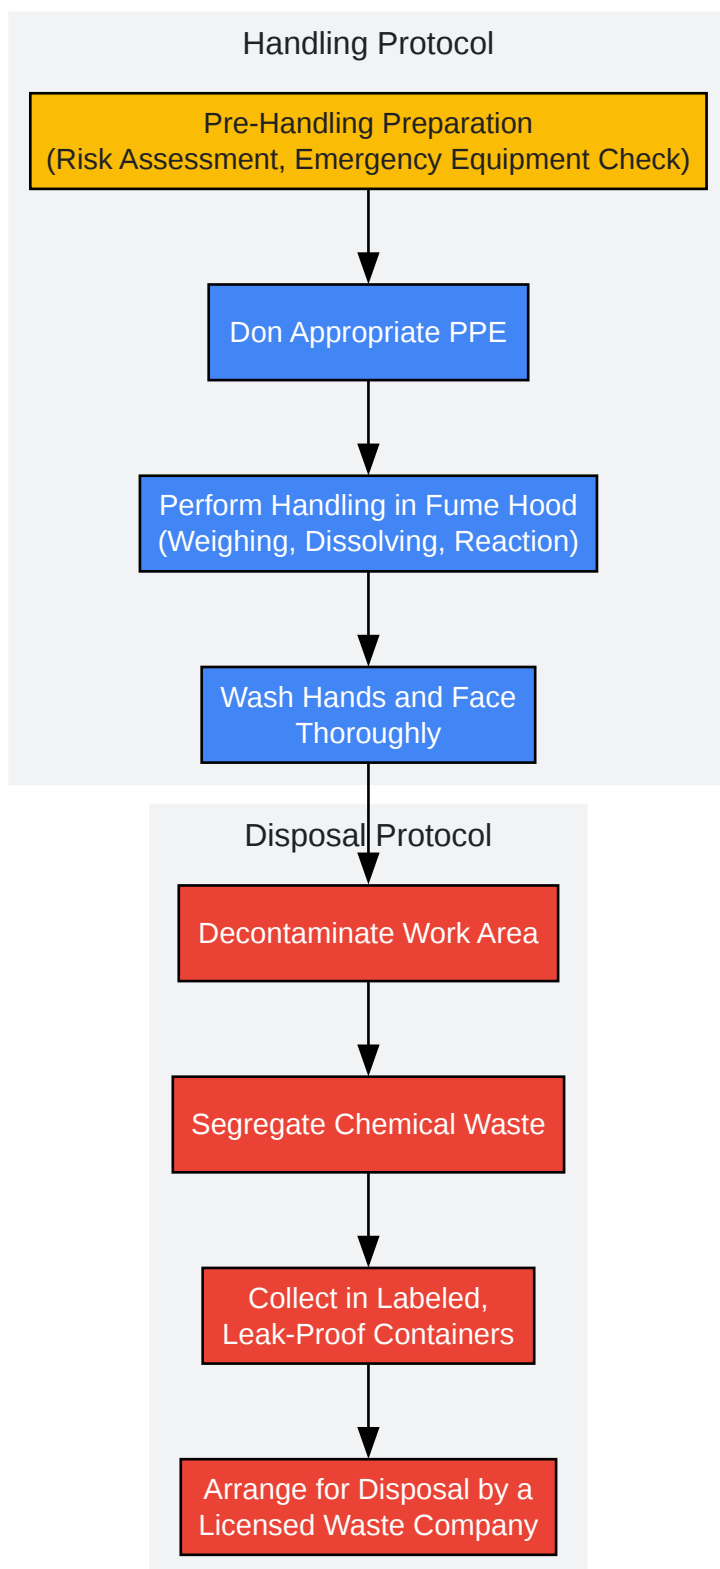 Handling Protocol
Pre-Handling Preparation
(Risk Assessment, Emergency Equipment Check)
Don Appropriate PPE
Perform Handling in Fume Hood
(Weighing, Dissolving, Reaction)
Wash Hands and Face
Thoroughly
Disposal Protocol
Decontaminate Work Area
Segregate Chemical Waste
Collect in Labeled,
Leak-Proof Containers
Arrange for Disposal by a
Licensed Waste Company